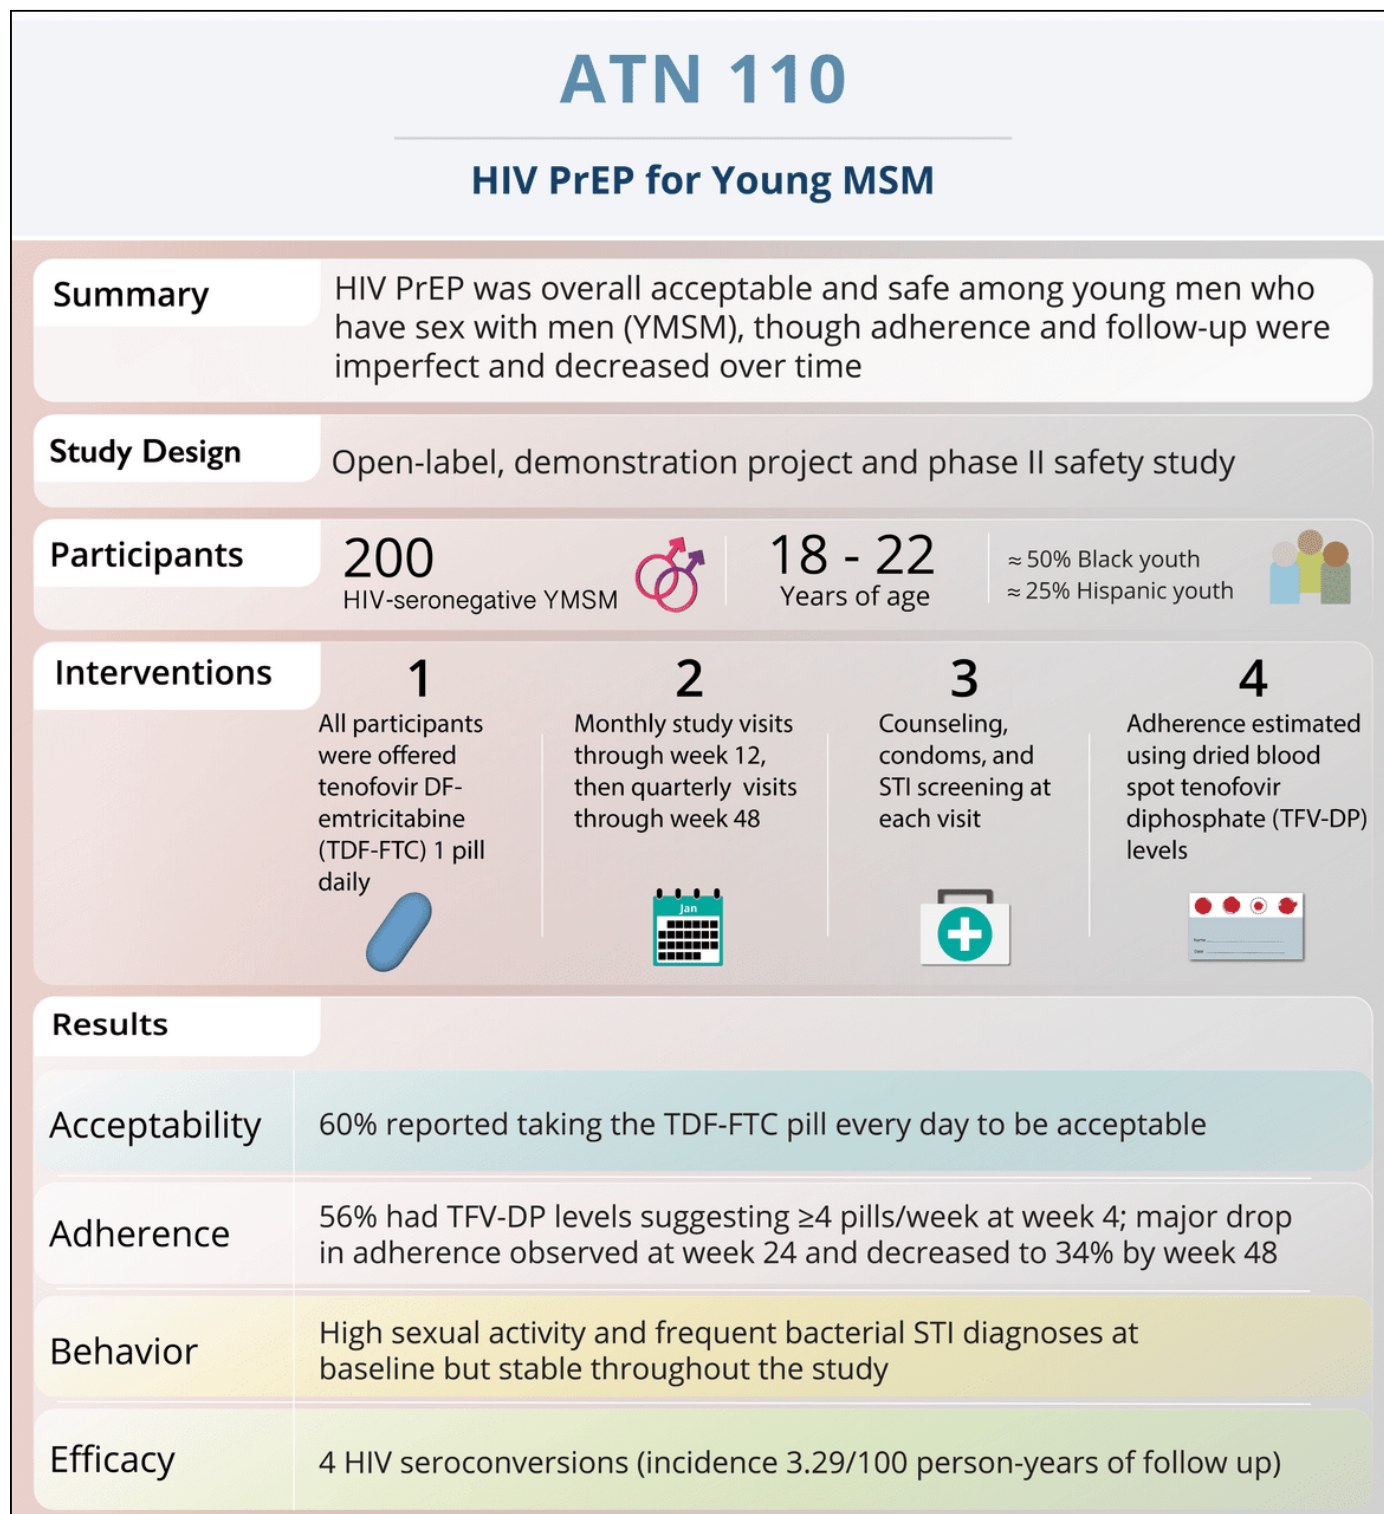 ATN 110
HIV PrEP for Young MSM
Summary
HIV PrEP was overall acceptable and safe among young men who
have sex with men (YMSM), though adherence and follow-up were
imperfect and decreased over time
Study Design
Open-label, demonstration project and phase II safety study
Participants
200
HIV-seronegative YMSM
18 - 22
Years of age
≈ 50% Black youth
≈ 25% Hispanic youth
Interventions
1
All participants
were offered
tenofovir DF-
emtricitabine
(TDF-FTC) 1 pill
daily
2
Monthly study visits
through week 12,
then quarterly visits
through week 48
Jan
3
Counseling,
condoms, and
STI screening at
each visit
4
Adherence estimated
using dried blood
spot tenofovir
diphosphate (TFV-DP)
levels
Name
Date
Results
Acceptability
60% reported taking the TDF-FTC pill every day to be acceptable
Adherence
56% had TFV-DP levels suggesting ≥4 pills/week at week 4; major drop
in adherence observed at week 24 and decreased to 34% by week 48
Behavior
High sexual activity and frequent bacterial STI diagnoses at
baseline but stable throughout the study
Efficacy
4 HIV seroconversions (incidence 3.29/100 person-years of follow up)